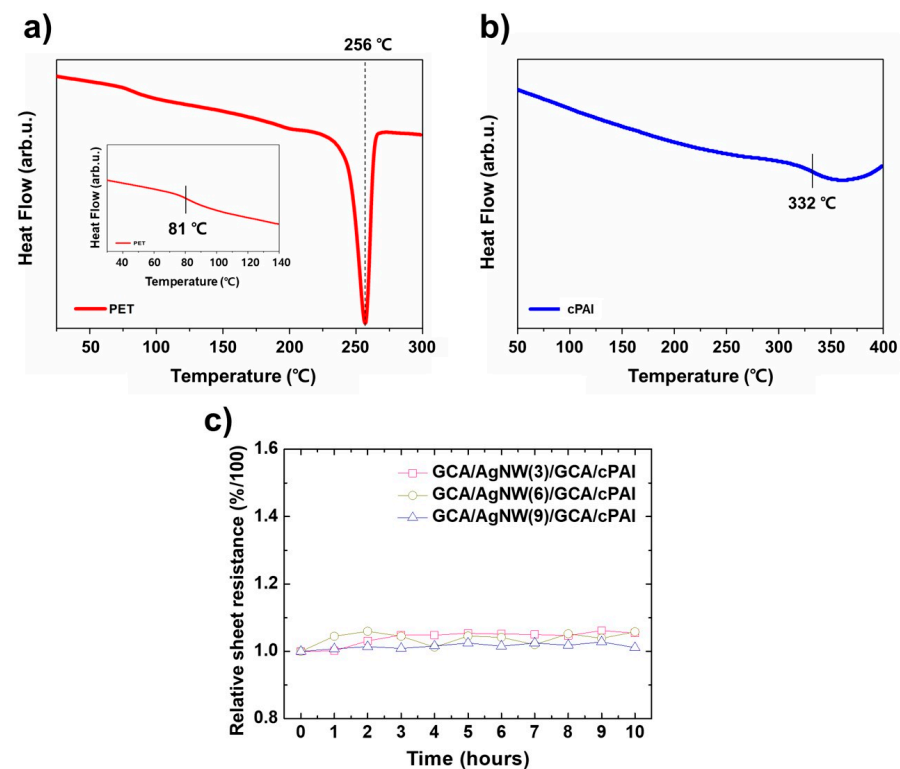 a)
256 ℃
Heat Flow (arb.u.)
Heat Flow (arb.u.)
81 ℃
PET
40 60 80 100 120 140
Temperature (℃)
PET
50 100 150 200 250 300
Temperature (℃)
b)
Heat Flow (arb.u.)
332 ℃
cPAI
50 100 150 200 250 300 350 400
Temperature (℃)
c)
Relative sheet resistance (%/100)
1.6
1.4
1.2
1.0
0.8
GCA/AgNW(3)/GCA/cPAI
GCA/AgNW(6)/GCA/cPAI
GCA/AgNW(9)/GCA/cPAI
0 1 2 3 4 5 6 7 8 9 10
Time (hours)